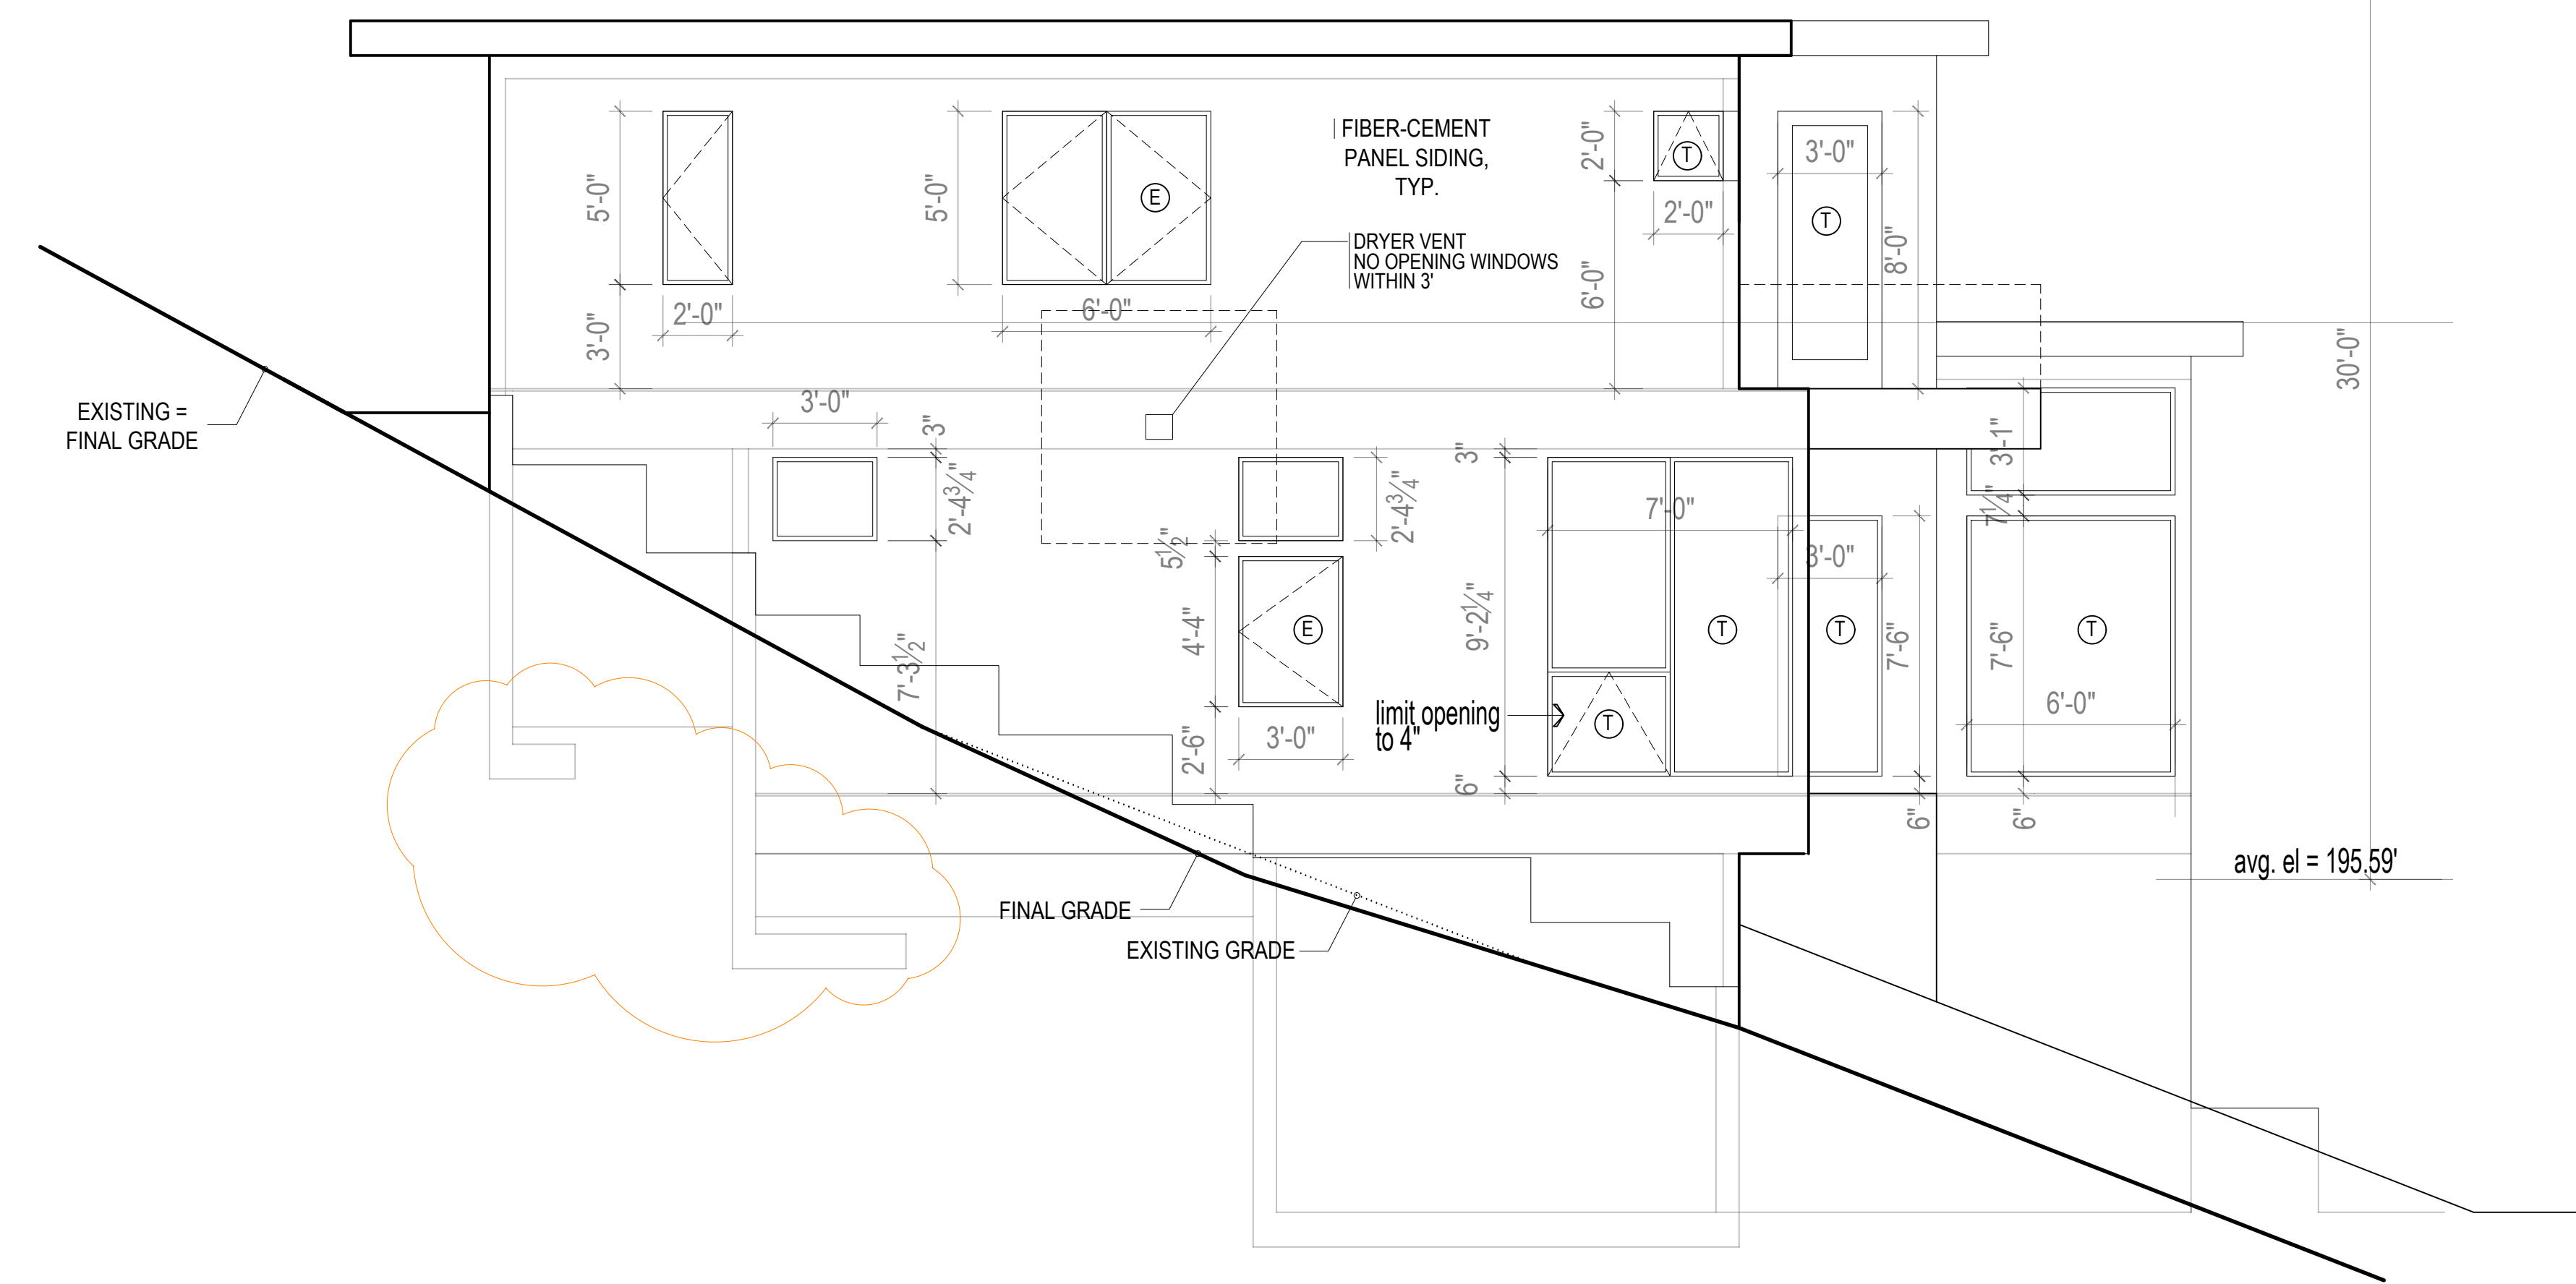 FIBER-CEMENT
PANEL SIDING,
TYP.
DRYER VENT
NO OPENING WINDOWS
WITHIN 3'
5'-0"
3'-0"
2'-0"
5'-0"
6'-0"
E
2'-0"
6'-0"
2'-0"
T
3'-0"
T
8'-0"
30'-0"
EXISTING =
FINAL GRADE
3'-0"
3"
2'-4¾"
7'-3½"
5½"
4'-4"
2'-6"
2'-4¾"
E
3'-0"
3"
9'-2¼"
6"
7'-0"
T
T
limit opening
to 4"
3'-0"
T
7'-6"
6"
3'-1"
7¼"
7'-6"
6"
T
6'-0"
avg. el = 195.59'
FINAL GRADE
EXISTING GRADE